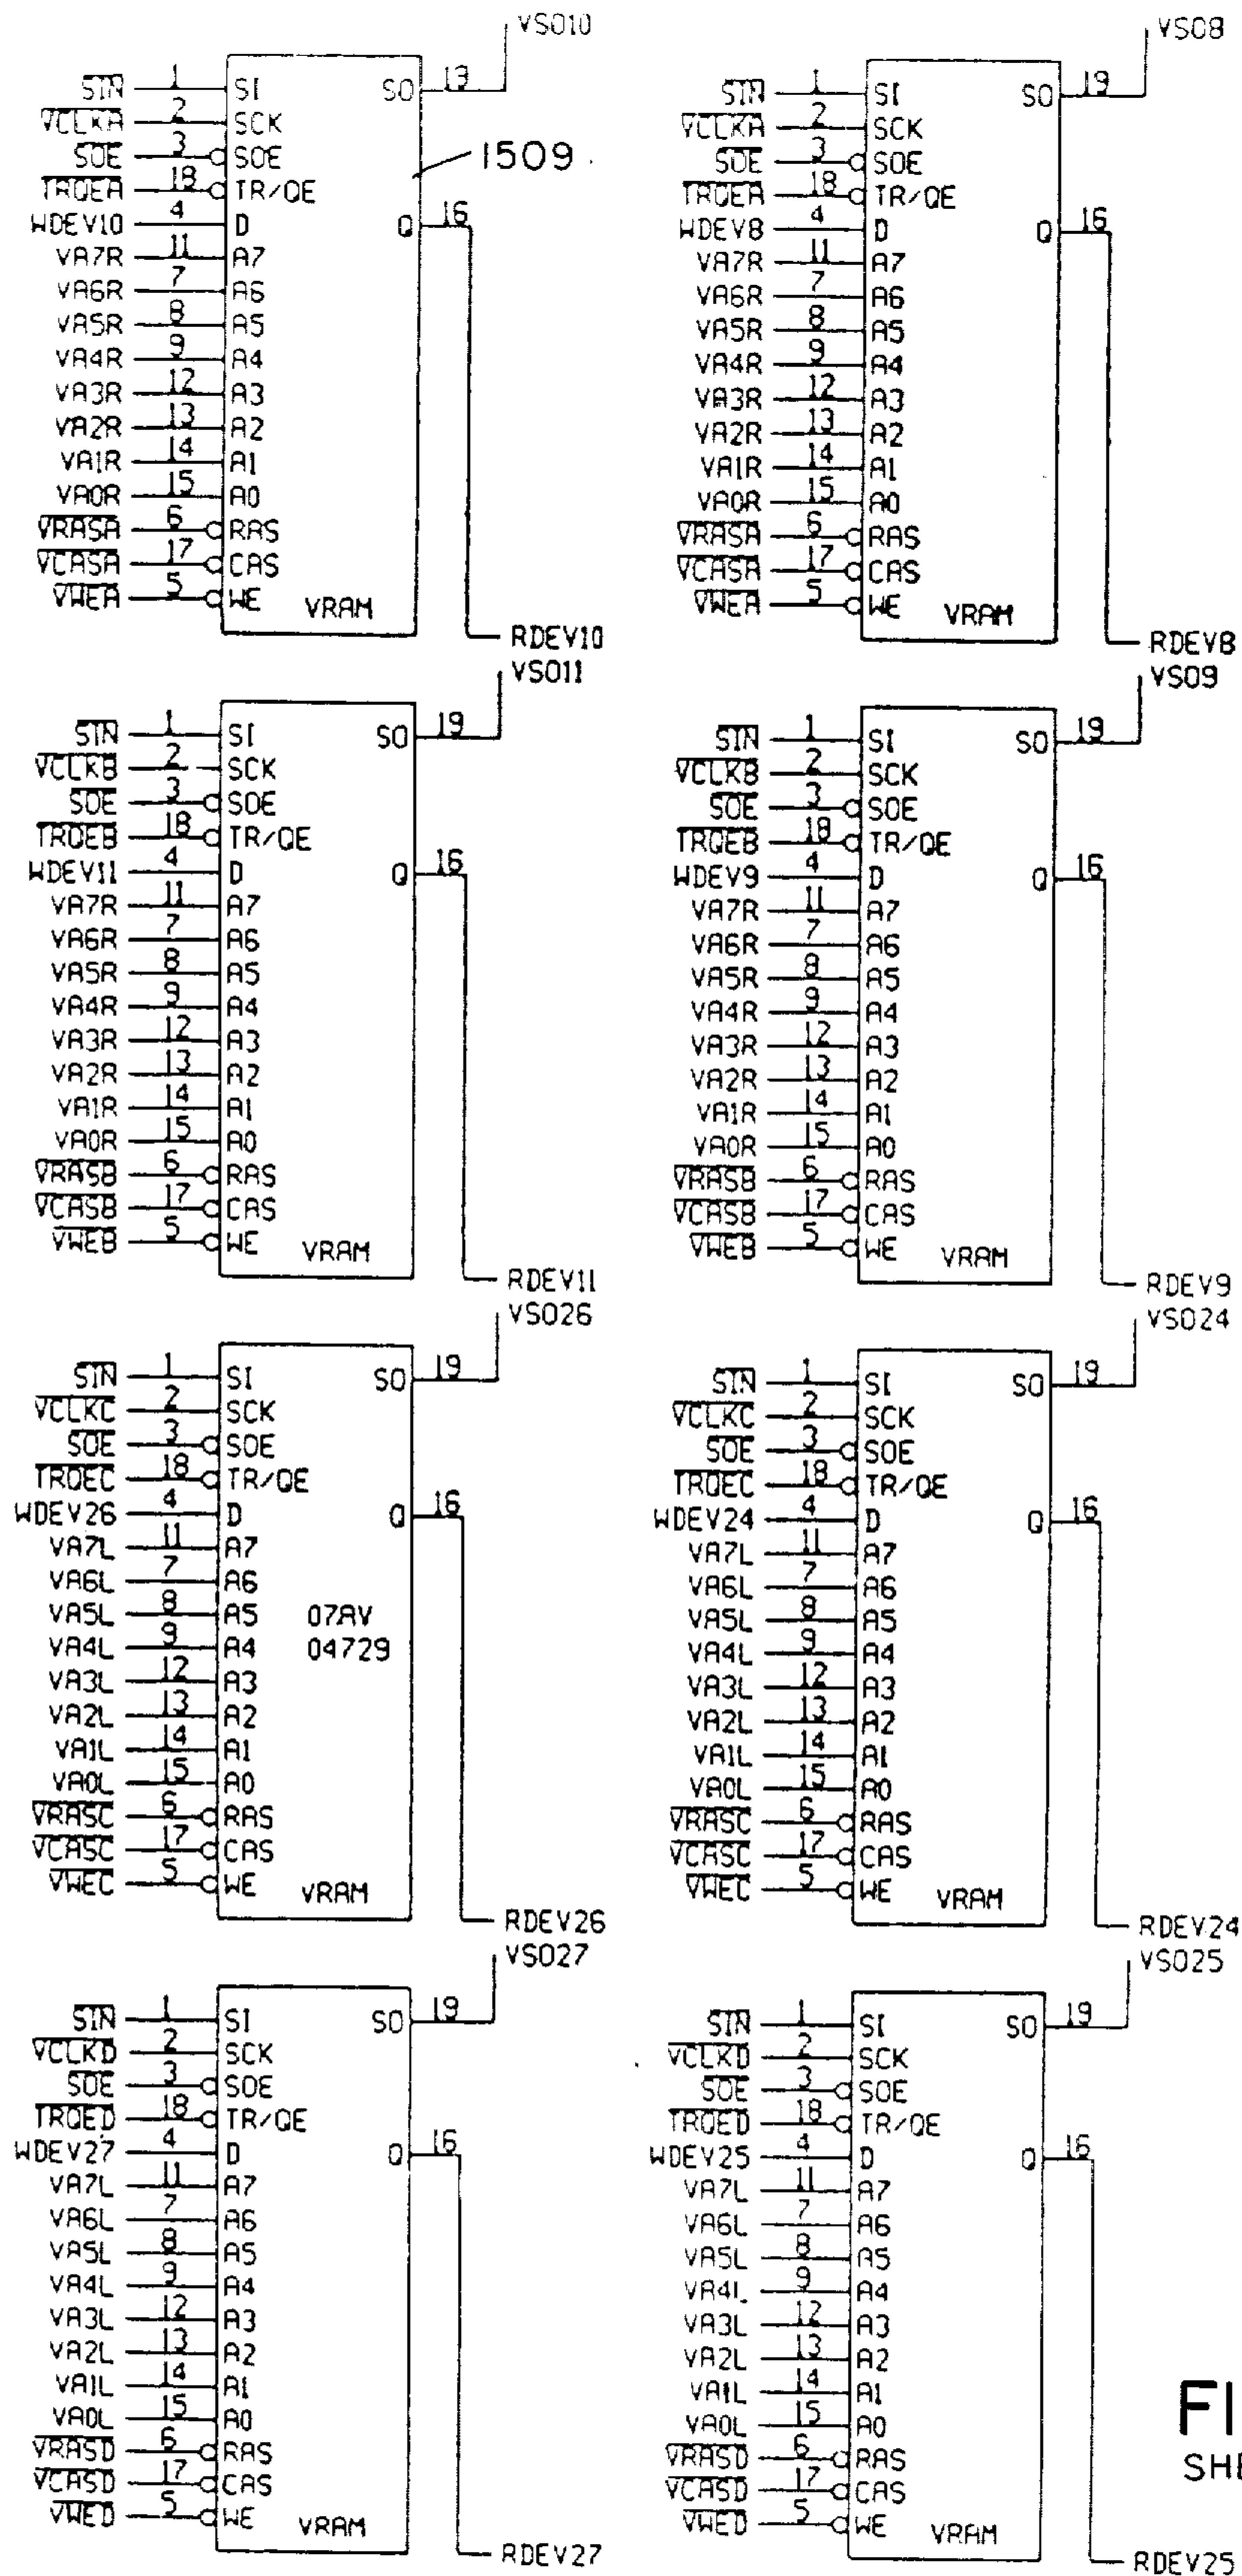 VSO10
SIN 1 SI SO 19
VCLKA 2 SCK
SOE 3 SOE
1509
TRQEA 18 TR/QE
WDEV10 4 D Q 16
VA7R 11 A7
VA6R 7 A6
VA5R 8 A5
VA4R 9 A4
VA3R 12 A3
VA2R 13 A2
VA1R 14 A1
VA0R 15 A0
VRASA 6 RAS
VCASA 17 CAS
VWEA 5 WE VRAM
RDEV10
VSO8
SIN 1 SI SO 19
VCLKA 2 SCK
SOE 3 SOE
TRQEA 18 TR/QE
WDEV8 4 D Q 16
VA7R 11 A7
VA6R 7 A6
VA5R 8 A5
VA4R 9 A4
VA3R 12 A3
VA2R 13 A2
VA1R 14 A1
VA0R 15 A0
VRASA 6 RAS
VCASA 17 CAS
VWEA 5 WE VRAM
RDEV8
VSO11
SIN 1 SI SO 19
VCLKB 2 SCK
SOE 3 SOE
TRQEB 18 TR/QE
WDEV11 4 D Q 16
VA7R 11 A7
VA6R 7 A6
VA5R 8 A5
VA4R 9 A4
VA3R 12 A3
VA2R 13 A2
VA1R 14 A1
VA0R 15 A0
VRASB 6 RAS
VCASB 17 CAS
VWEB 5 WE VRAM
RDEV11
VSO9
SIN 1 SI SO 19
VCLKB 2 SCK
SOE 3 SOE
TRQEB 18 TR/QE
WDEV9 4 D Q 16
VA7R 11 A7
VA6R 7 A6
VA5R 8 A5
VA4R 9 A4
VA3R 12 A3
VA2R 13 A2
VA1R 14 A1
VA0R 15 A0
VRASB 6 RAS
VCASB 17 CAS
VWEB 5 WE VRAM
RDEV9
VSO26
SIN 1 SI SO 19
VCLKC 2 SCK
SOE 3 SOE
TRQEC 18 TR/QE
WDEV26 4 D Q 16
VA7L 11 A7
VA6L 7 A6
VA5L 8 A5 07AV
VA4L 9 A4 04729
VA3L 12 A3
VA2L 13 A2
VA1L 14 A1
VA0L 15 A0
VRASC 6 RAS
VCASC 17 CAS
VWEC 5 WE VRAM
RDEV26
VSO24
SIN 1 SI SO 19
VCLKC 2 SCK
SOE 3 SOE
TRQEC 18 TR/QE
WDEV24 4 D Q 16
VA7L 11 A7
VA6L 7 A6
VA5L 8 A5
VA4L 9 A4
VA3L 12 A3
VA2L 13 A2
VA1L 14 A1
VA0L 15 A0
VRASC 6 RAS
VCASC 17 CAS
VWEC 5 WE VRAM
RDEV24
VSO27
SIN 1 SI SO 19
VCLKD 2 SCK
SOE 3 SOE
TRQED 18 TR/QE
WDEV27 4 D Q 16
VA7L 11 A7
VA6L 7 A6
VA5L 8 A5
VA4L 9 A4
VA3L 12 A3
VA2L 13 A2
VA1L 14 A1
VA0L 15 A0
VRASD 6 RAS
VCASD 17 CAS
VWED 5 WE VRAM
RDEV27
VSO25
SIN 1 SI SO 19
VCLKD 2 SCK
SOE 3 SOE
TRQED 18 TR/QE
WDEV25 4 D Q 16
VA7L 11 A7
VA6L 7 A6
VA5L 8 A5
VA4L 9 A4
VA3L 12 A3
VA2L 13 A2
VA1L 14 A1
VA0L 15 A0
VRASD 6 RAS
VCASD 17 CAS
VWED 5 WE VRAM
RDEV25